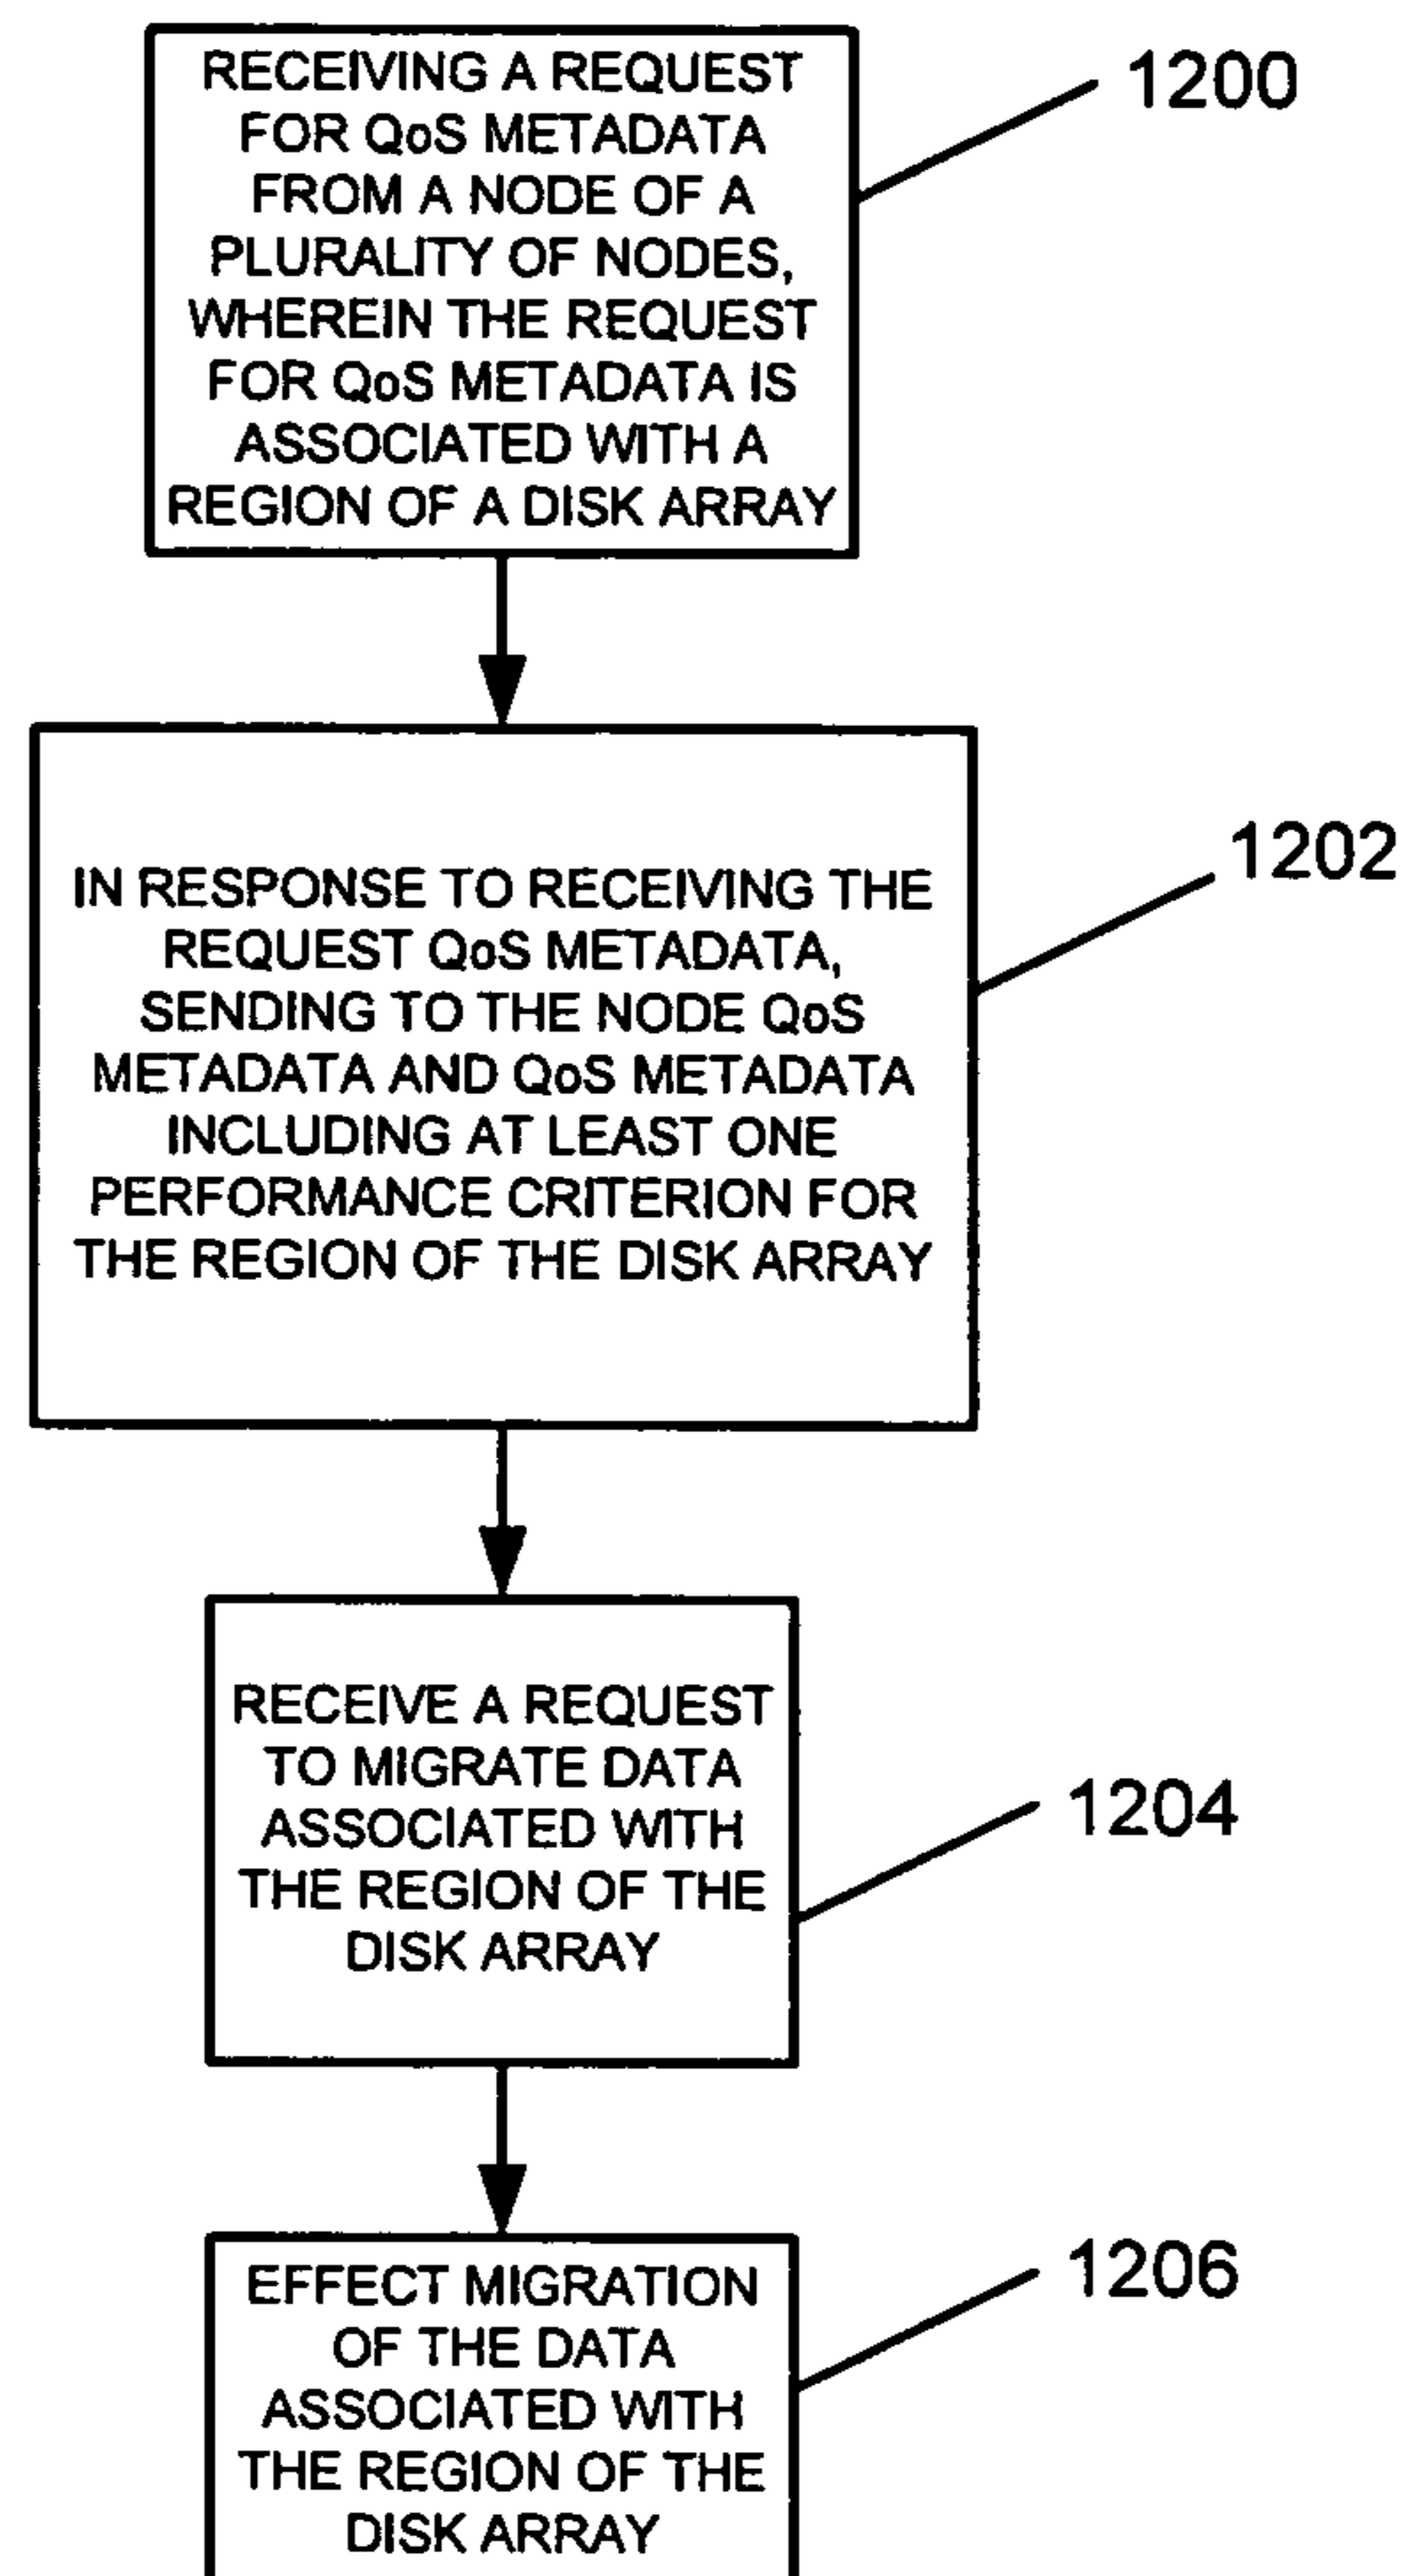 RECEIVING A REQUEST
FOR QoS METADATA
FROM A NODE OF A
PLURALITY OF NODES,
WHEREIN THE REQUEST
FOR QoS METADATA IS
ASSOCIATED WITH A
REGION OF A DISK ARRAY
1200
IN RESPONSE TO RECEIVING THE
REQUEST QoS METADATA,
SENDING TO THE NODE QoS
METADATA AND QoS METADATA
INCLUDING AT LEAST ONE
PERFORMANCE CRITERION FOR
THE REGION OF THE DISK ARRAY
1202
RECEIVE A REQUEST
TO MIGRATE DATA
ASSOCIATED WITH
THE REGION OF THE
DISK ARRAY
1204
EFFECT MIGRATION
OF THE DATA
ASSOCIATED WITH
THE REGION OF THE
DISK ARRAY
1206